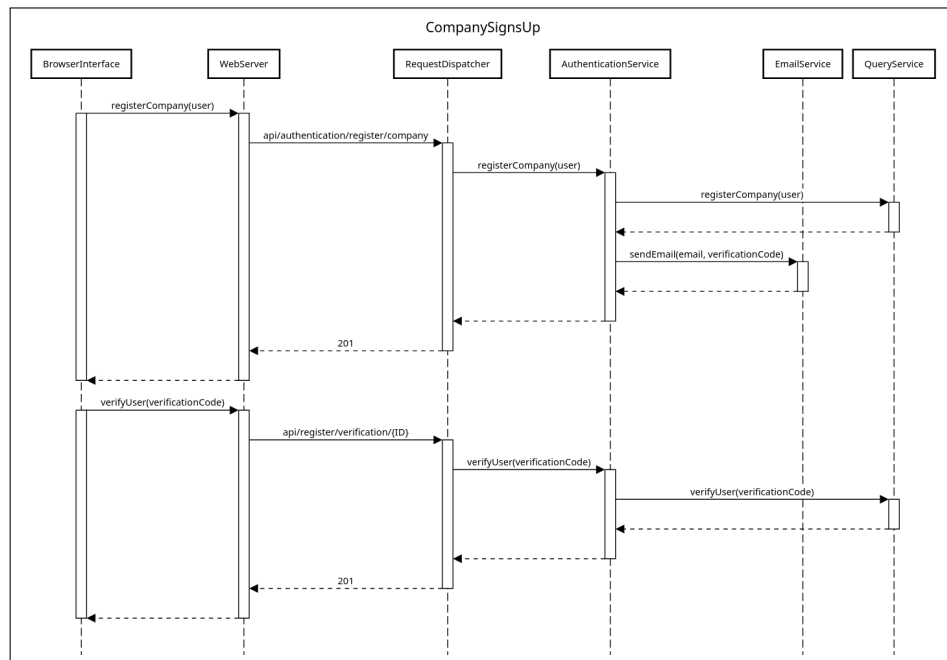 CompanySignsUp
BrowserInterface
WebServer
RequestDispatcher
AuthenticationService
EmailService
QueryService
registerCompany(user)
api/authentication/register/company
registerCompany(user)
registerCompany(user)
sendEmail(email, verificationCode)
201
verifyUser(verificationCode)
api/register/verification/{ID}
verifyUser(verificationCode)
verifyUser(verificationCode)
201